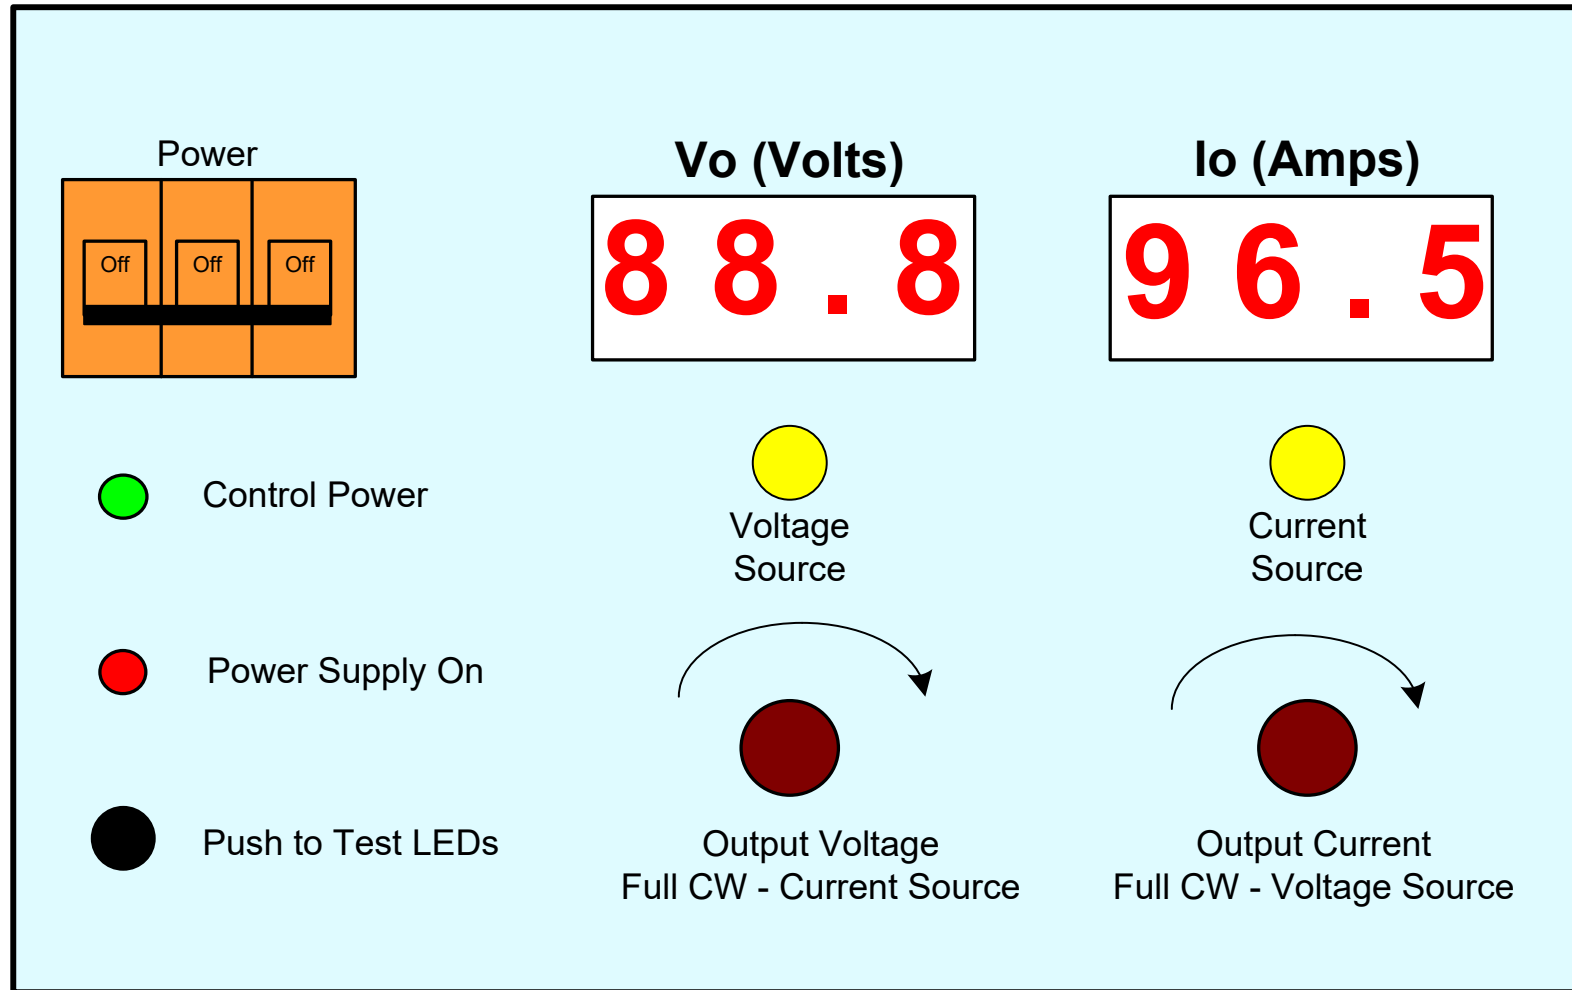 Power
Off Off Off
Control Power
Power Supply On
Push to Test LEDs
Vo (Volts)
88.8
Voltage
Source
Output Voltage
Full CW - Current Source
Io (Amps)
96.5
Current
Source
Output Current
Full CW - Voltage Source